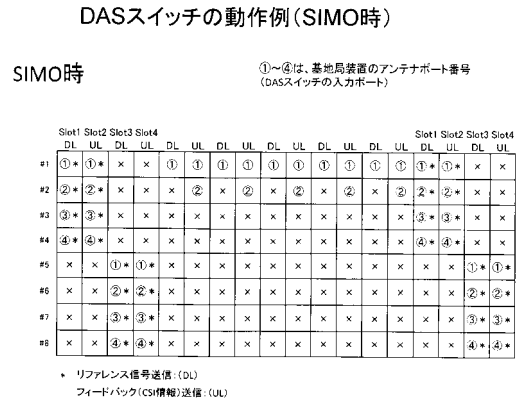 DASスイッチの動作例(SIMO時)
SIMO時
①～④は、基地局装置のアンテナポート番号
(DASスイッチの入力ポート)
Slot1 Slot2 Slot3 Slot4 Slot1 Slot2 Slot3 Slot4
DL UL DL UL DL UL DL UL DL UL DL UL DL UL DL UL DL UL
#1 ①* ①* × × ① ① ① ① ① ① ① ① ① ① ①* ①* × ×
#2 ②* ②* × × × ② × ② × ② × ② × ② ②* ②* × ×
#3 ③* ③* × × × × × × × × × × × × ③* ③* × ×
#4 ④* ④* × × × × × × × × × × × × ④* ④* × ×
#5 × × ①* ①* × × × × × × × × × × × × ①* ①*
#6 × × ②* ②* × × × × × × × × × × × × ②* ②*
#7 × × ③* ③* × × × × × × × × × × × × ③* ③*
#8 × × ④* ④* × × × × × × × × × × × × ④* ④*
* リファレンス信号送信：(DL)
フィードバック(CSI情報)送信：(UL)